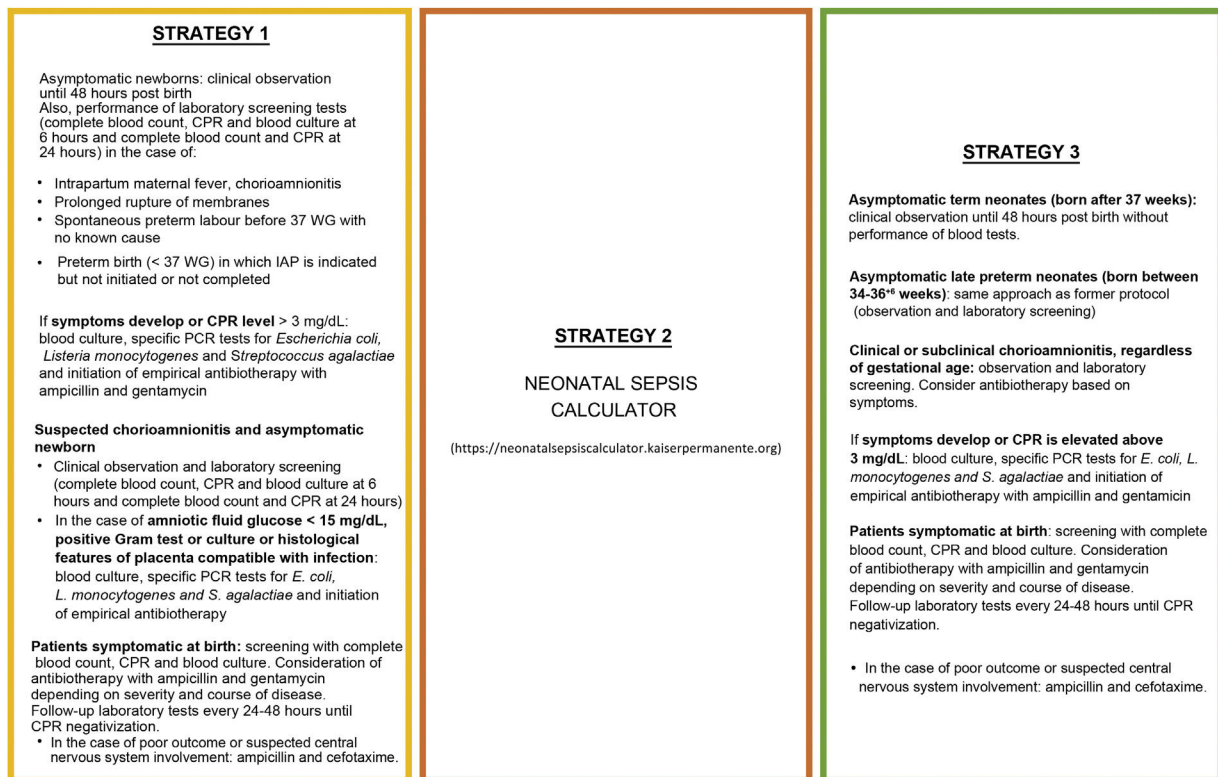 STRATEGY 1
Asymptomatic newborns: clinical observation
until 48 hours post birth
Also, performance of laboratory screening tests
(complete blood count, CPR and blood culture at
6 hours and complete blood count and CPR at
24 hours) in the case of:
• Intrapartum maternal fever, chorioamnionitis
• Prolonged rupture of membranes
• Spontaneous preterm labour before 37 WG with
no known cause
• Preterm birth (< 37 WG) in which IAP is indicated
but not initiated or not completed
If symptoms develop or CPR level > 3 mg/dL:
blood culture, specific PCR tests for Escherichia coli,
Listeria monocytogenes and Streptococcus agalactiae
and initiation of empirical antibiotherapy with
ampicillin and gentamycin
Suspected chorioamnionitis and asymptomatic
newborn
• Clinical observation and laboratory screening
(complete blood count, CPR and blood culture at 6
hours and complete blood count and CPR at 24 hours)
• In the case of amniotic fluid glucose < 15 mg/dL,
positive Gram test or culture or histological
features of placenta compatible with infection:
blood culture, specific PCR tests for E. coli,
L. monocytogenes and S. agalactiae and initiation
of empirical antibiotherapy
Patients symptomatic at birth: screening with complete
blood count, CPR and blood culture. Consideration of
antibiotherapy with ampicillin and gentamycin
depending on severity and course of disease.
Follow-up laboratory tests every 24-48 hours until
CPR negativization.
• In the case of poor outcome or suspected central
nervous system involvement: ampicillin and cefotaxime.
STRATEGY 2
NEONATAL SEPSIS
CALCULATOR
(https://neonatalsepsiscalculator.kaiserpermanente.org)
STRATEGY 3
Asymptomatic term neonates (born after 37 weeks):
clinical observation until 48 hours post birth without
performance of blood tests.
Asymptomatic late preterm neonates (born between
34-36⁺⁶ weeks): same approach as former protocol
(observation and laboratory screening)
Clinical or subclinical chorioamnionitis, regardless
of gestational age: observation and laboratory
screening. Consider antibiotherapy based on
symptoms.
If symptoms develop or CPR is elevated above
3 mg/dL: blood culture, specific PCR tests for E. coli, L.
monocytogenes and S. agalactiae and initiation of
empirical antibiotherapy with ampicillin and gentamicin
Patients symptomatic at birth: screening with complete
blood count, CPR and blood culture. Consideration
of antibiotherapy with ampicillin and gentamycin
depending on severity and course of disease.
Follow-up laboratory tests every 24-48 hours until CPR
negativization.
• In the case of poor outcome or suspected central
nervous system involvement: ampicillin and cefotaxime.